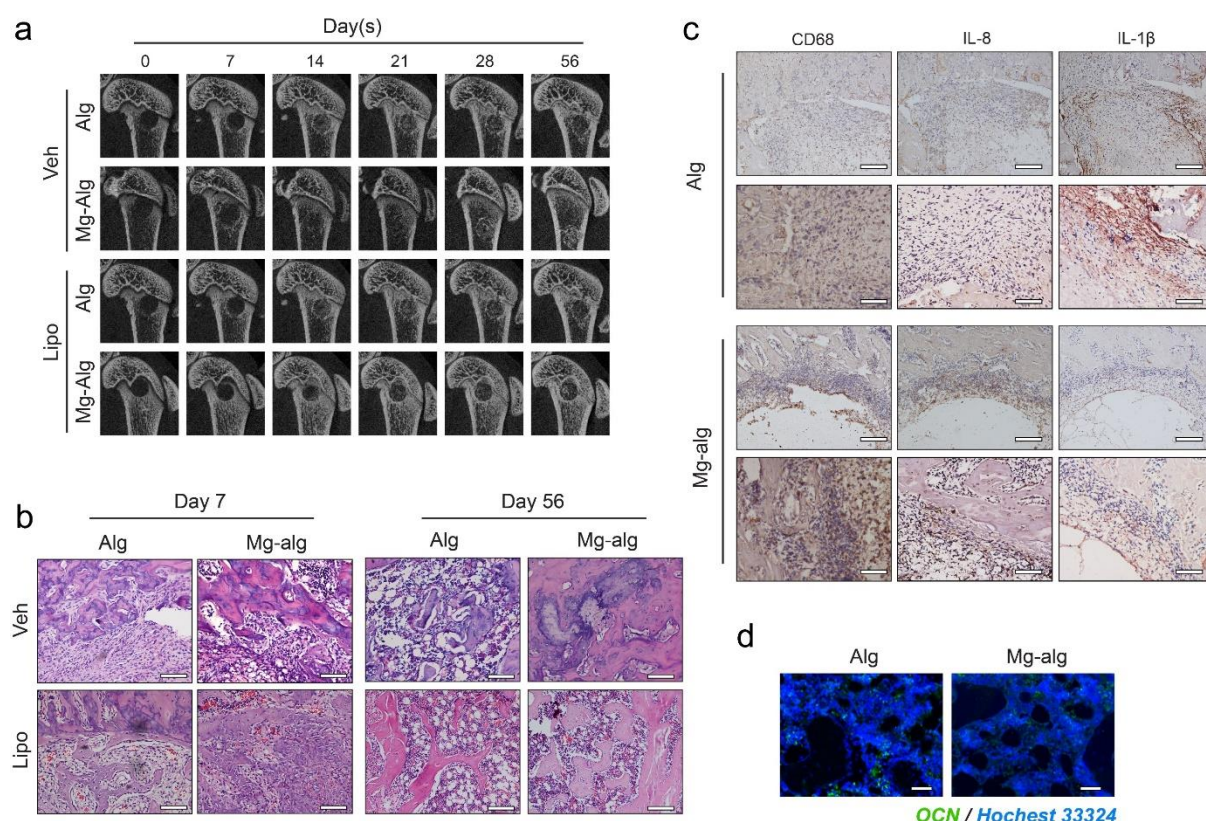 a
Day(s)
0 7 14 21 28 56
Veh
Alg
Mg-Alg
Lipo
Alg
Mg-Alg
b
Day 7 Day 56
Alg Mg-alg Alg Mg-alg
Veh
Lipo
c
CD68 IL-8 IL-1β
Alg
Mg-alg
d
Alg Mg-alg
OCN / Hochest 33324